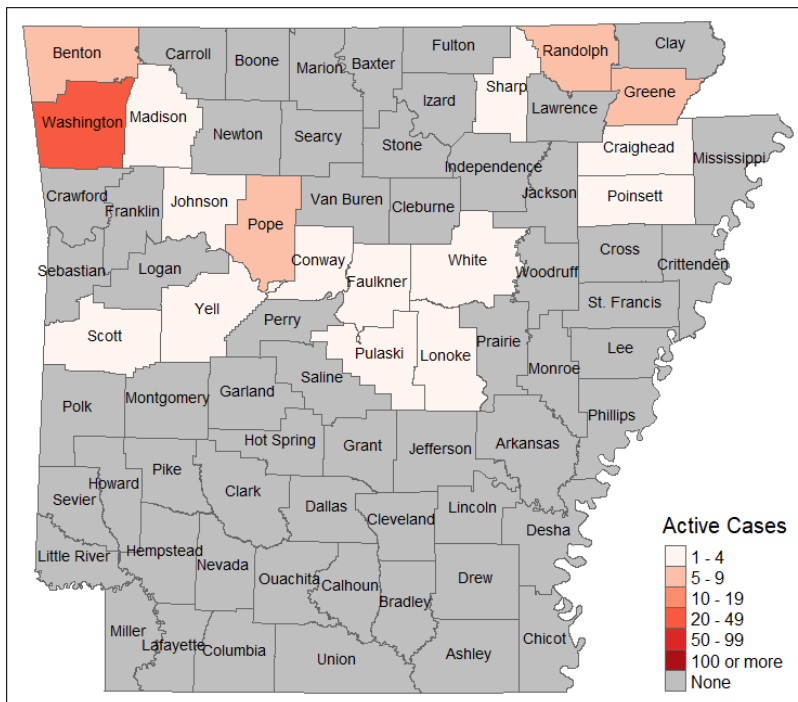 Benton
Carroll
Boone
Marion
Baxter
Fulton
Sharp
Randolph
Clay
Washington
Madison
Newton
Searcy
Stone
Izard
Lawrence
Greene
Craighead
Mississippi
Crawford
Franklin
Johnson
Pope
Van Buren
Cleburne
Independence
Jackson
Poinsett
Sebastian
Logan
Conway
Faulkner
White
Woodruff
Cross
Crittenden
Scott
Yell
Perry
Pulaski
Lonoke
Prairie
Monroe
St. Francis
Lee
Phillips
Polk
Montgomery
Garland
Saline
Hot Spring
Grant
Jefferson
Arkansas
Sevier
Howard
Pike
Clark
Dallas
Cleveland
Lincoln
Desha
Little River
Hempstead
Nevada
Ouachita
Calhoun
Bradley
Drew
Miller
Lafayette
Columbia
Union
Ashley
Chicot
Active Cases
1 - 4
5 - 9
10 - 19
20 - 49
50 - 99
100 or more
None